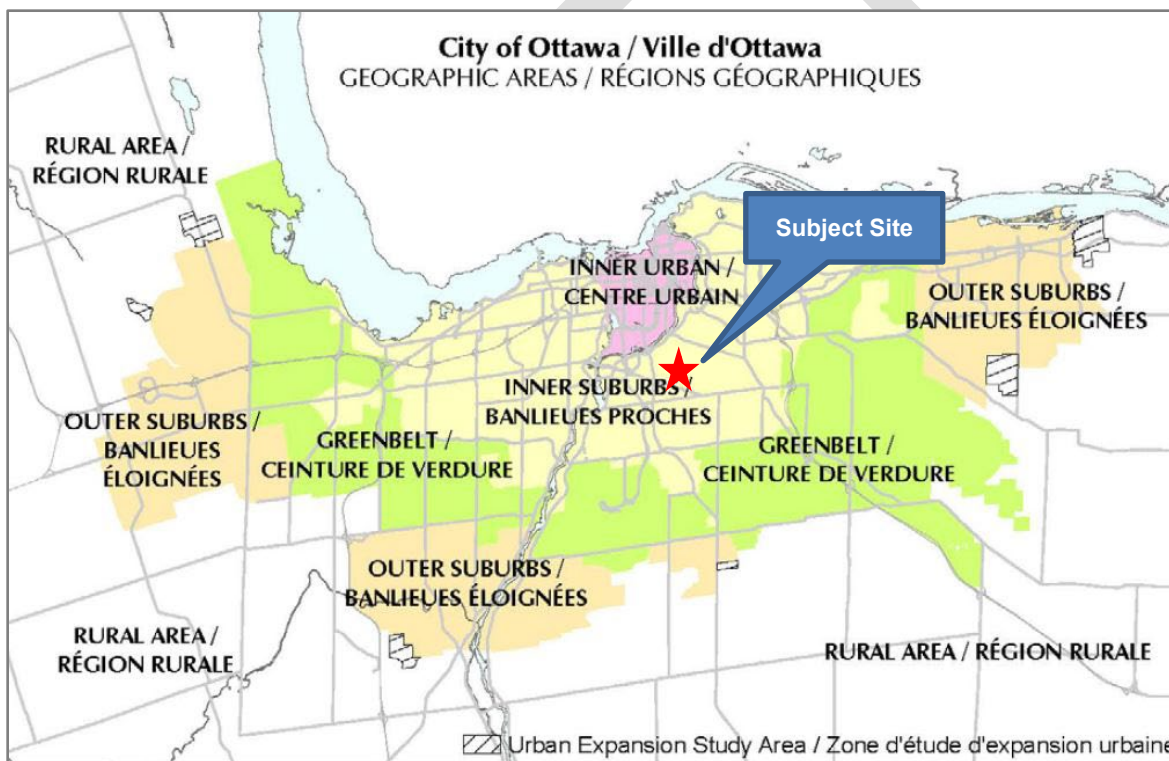 City of Ottawa / Ville d'Ottawa
GEOGRAPHIC AREAS / RÉGIONS GÉOGRAPHIQUES
RURAL AREA /
RÉGION RURALE
Subject Site
INNER URBAN /
CENTRE URBAIN
OUTER SUBURBS /
BANLIEUES ÉLOIGNÉES
INNER SUBURBS /
BANLIEUES PROCHES
OUTER SUBURBS /
BANLIEUES
ÉLOIGNÉES
GREENBELT /
CEINTURE DE VERDURE
GREENBELT /
CEINTURE DE VERDURE
OUTER SUBURBS /
BANLIEUES ÉLOIGNÉES
RURAL AREA /
RÉGION RURALE
RURAL AREA / RÉGION RURALE
Urban Expansion Study Area / Zone d'étude d'expansion urbaine